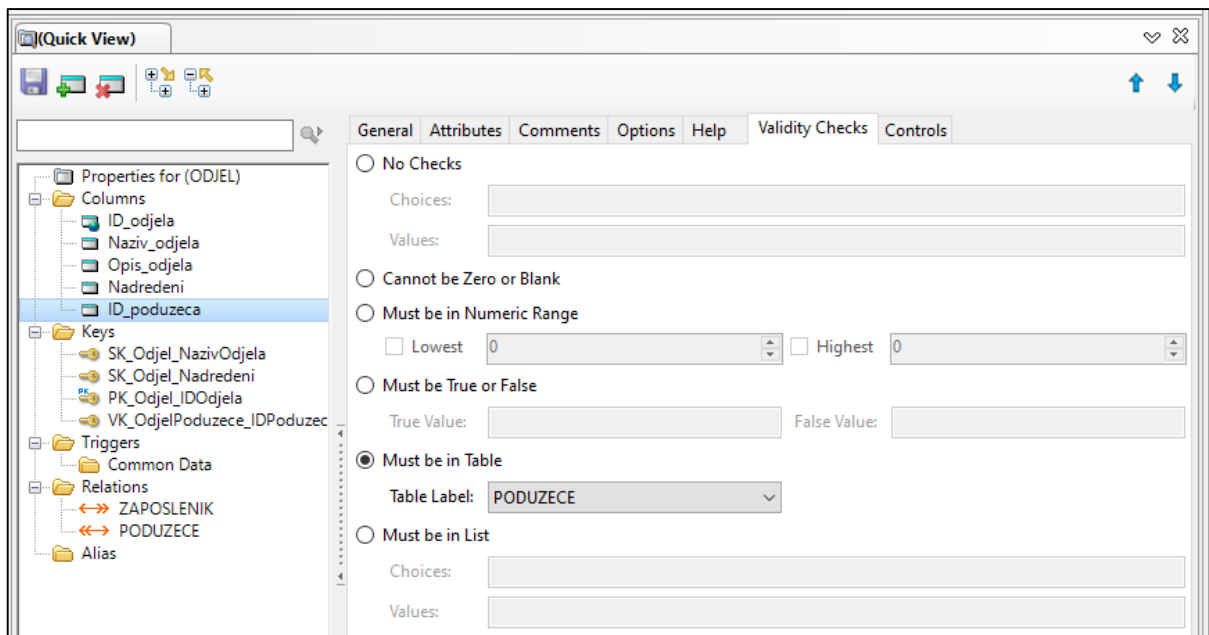 (Quick View)
General Attributes Comments Options Help Validity Checks Controls
Properties for (ODJEL)
Columns
ID_odjela
Naziv_odjela
Opis_odjela
Nadredeni
ID_poduzeca
Keys
SK_Odjel_NazivOdjela
SK_Odjel_Nadredeni
PK_Odjel_IDOdjela
VK_OdjelPoduzece_IDPoduzec
Triggers
Common Data
Relations
ZAPOSLENIK
PODUZECE
Alias
No Checks
Choices:
Values:
Cannot be Zero or Blank
Must be in Numeric Range
Lowest 0 Highest 0
Must be True or False
True Value: False Value:
Must be in Table
Table Label: PODUZECE
Must be in List
Choices:
Values: